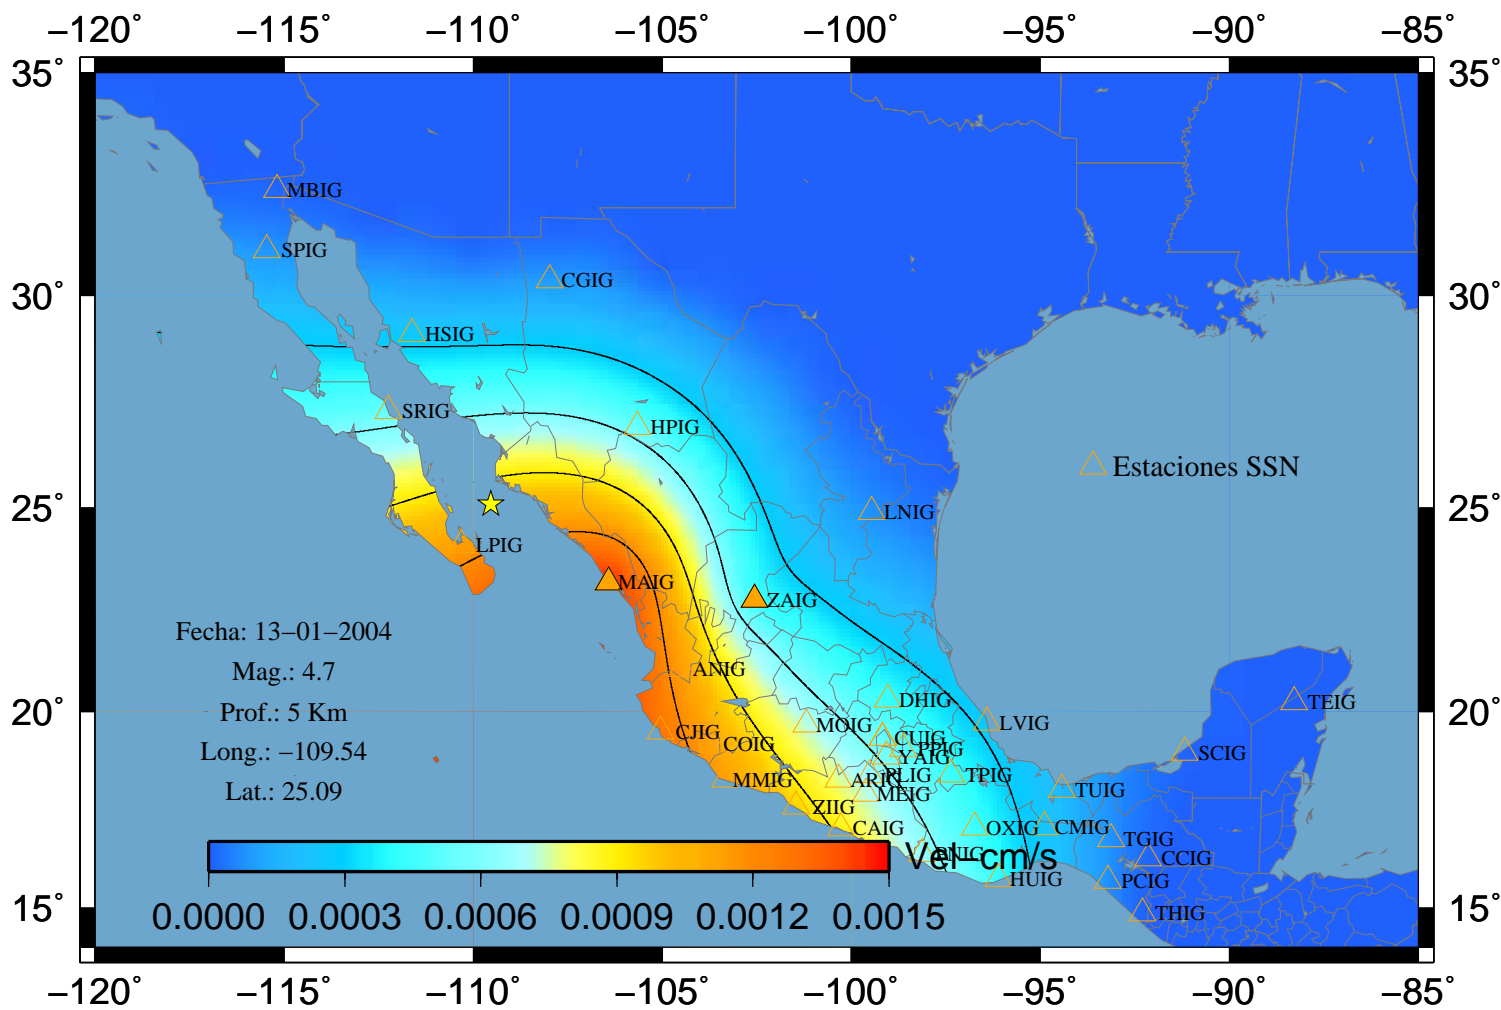 −120° −115° −110° −105° −100° −95° −90° −85°
35° 35°
MBIG
SPIG
CGIG
30° 30°
HSIG
SRIG
HPIG
Estaciones SSN
25° LNIG 25°
LPIG
MAIG
ZAIG
Fecha: 13−01−2004
Mag.: 4.7
ANIG
DHIG
TEIG
Prof.: 5 Km
20° 20°
MOIG
LVIG
CJIG
COIG
CUIG
PPIG
YAIG
SCIG
Long.: −109.54
MMIG
ARIG
PLIG
TPIG
Lat.: 25.09
MEIG
TUIG
ZIIG
CAIG
OXIG
CMIG
TGIG
Vel−cm/s
CCIG
HUIG
PCIG
0.0000 0.0003 0.0006 0.0009 0.0012 0.0015
THIG
15° 15°
−120° −115° −110° −105° −100° −95° −90° −85°